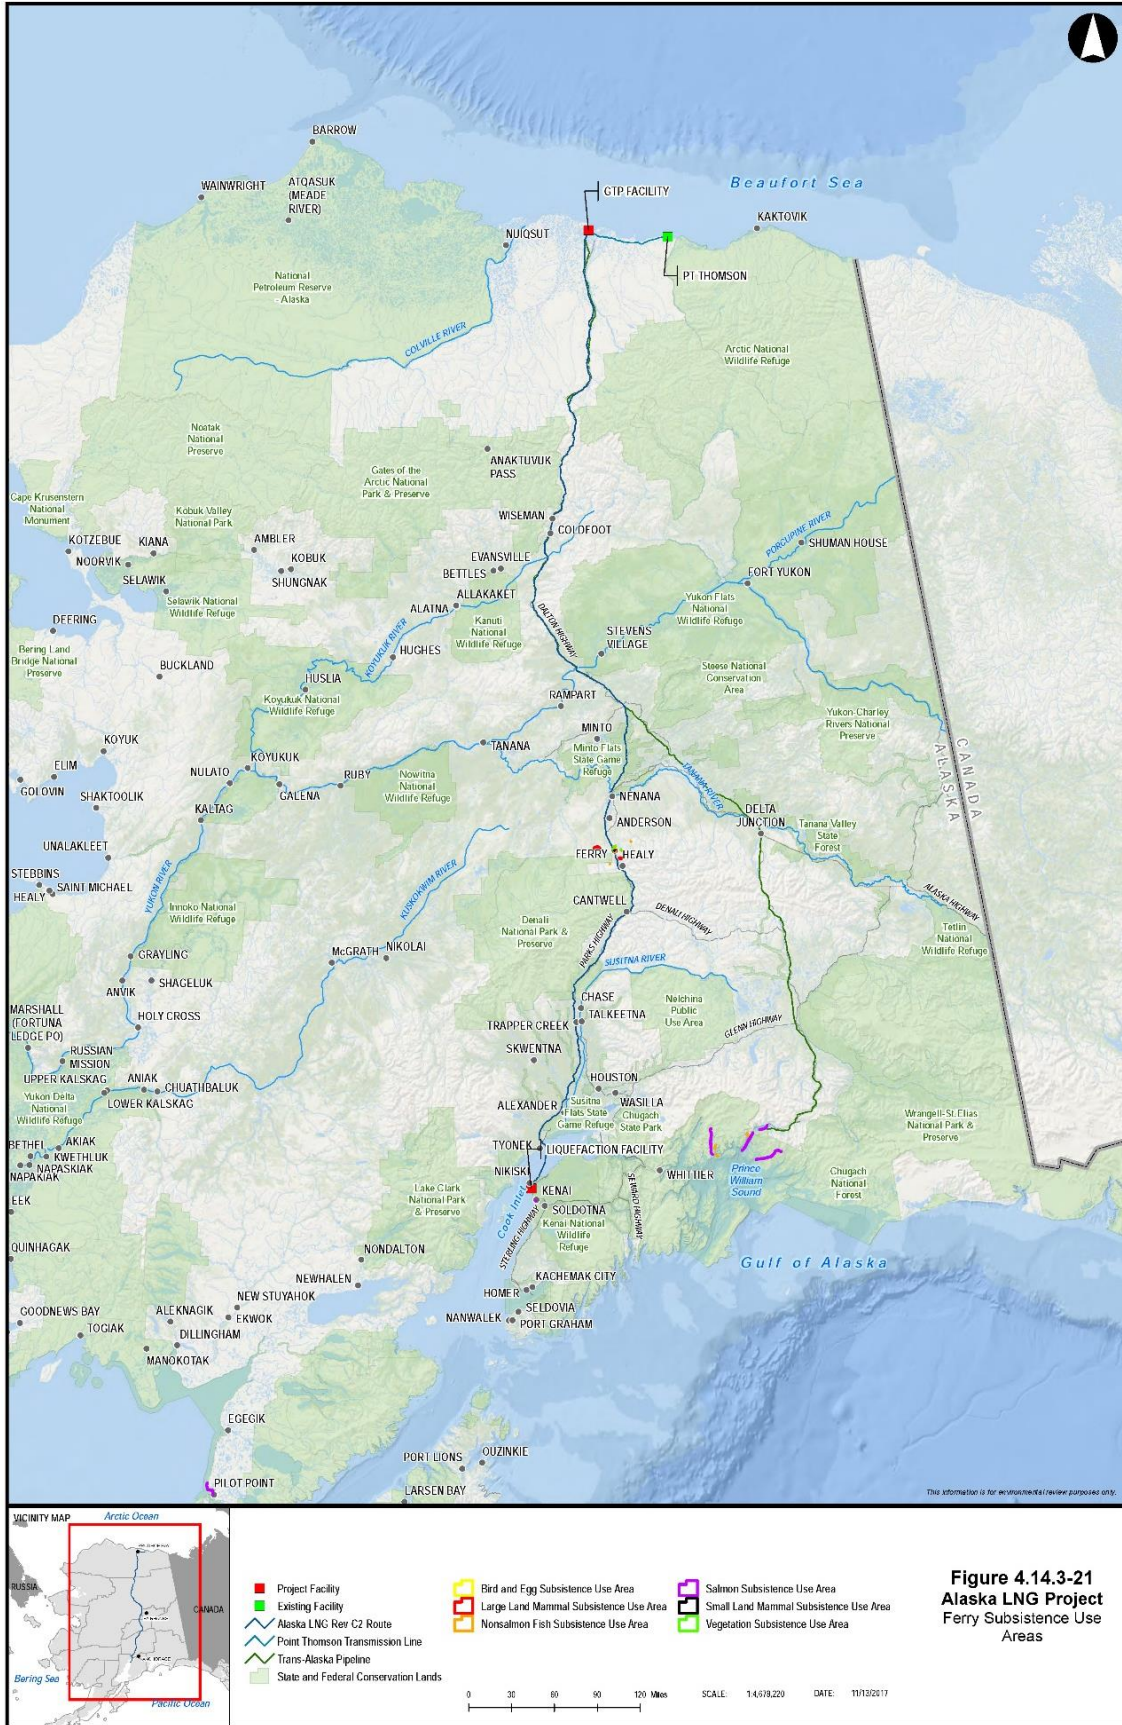 BARROW
WAINWRIGHT
ATQASUK
(MEADE
RIVER)
GTP FACILITY
Beaufort Sea
KAKTOVIK
NUIQSUT
PT THOMSON
National
Petroleum Reserve
- Alaska
COLVILLE RIVER
Arctic National
Wildlife Refuge
Noatak
National
Preserve
ANAKTUVUK
PASS
Gates of the
Arctic National
Park & Preserve
Cape Krusenstern
National
Monument
Kobuk Valley
National Park
WISEMAN
COLDFOOT
PORCUPINE RIVER
SHUMAN HOUSE
KOTZEBUE
KIANA
AMBLER
NOORVIK
KOBUK
SHUNGNAK
EVANSVILLE
BETTLES
FORT YUKON
SELAWIK
Selawik National
Wildlife Refuge
ALLAKAKET
ALATNA
Kanuti
National
Wildlife Refuge
DALTON HIGHWAY
Yukon Flats
National
Wildlife Refuge
DEERING
Bering Land
Bridge National
Preserve
BUCKLAND
KOYUKUK RIVER
HUGHES
STEVENS
VILLAGE
Steese National
Conservation
Area
HUSLIA
Koyukuk National
Wildlife Refuge
RAMPART
Yukon-Charley
Rivers National
Preserve
CANADA
ALASKA
KOYUK
MINTO
Minto Flats
State Game
Refuge
TANANA
ELIM
GOLOVIN
KOYUKUK
NULATO
RUBY
GALENA
Nowitna
National
Wildlife Refuge
TANANA RIVER
NENANA
SHAKTOOLIK
KALTAG
ANDERSON
DELTA
JUNCTION
Tanana Valley
State
Forest
UNALAKLEET
FERRY
HEALY
STEBBINS
SAINT MICHAEL
HEALY
YUKON RIVER
KUSKOKWIM RIVER
ALASKA HIGHWAY
Innoko National
Wildlife Refuge
CANTWELL
DENALI HIGHWAY
Denali
National Park &
Preserve
PARKS HIGHWAY
Tetlin
National
Wildlife Refuge
GRAYLING
McGRATH
NIKOLAI
SUSITNA RIVER
SHAGELUK
ANVIK
CHASE
TALKEETNA
Nelchina
Public
Use Area
MARSHALL
(FORTUNA
LEDGE PO)
HOLY CROSS
TRAPPER CREEK
GLENN HIGHWAY
RUSSIAN
MISSION
SKWENTNA
UPPER KALSKAG
ANIAK
CHUATHBALUK
LOWER KALSKAG
HOUSTON
WASILLA
Yukon Delta
National
Wildlife Refuge
ALEXANDER
Susitna
Flats State
Game Refuge
Chugach
State Park
Wrangell-St. Elias
National Park &
Preserve
BETHEL
AKIAK
KWETHLUK
NAPASKIAK
NAPAKIAK
TYONEK
LIQUEFACTION FACILITY
NIKISKI
WHITTIER
Prince
William
Sound
Chugach
National
Forest
EEK
Lake Clark
National Park
& Preserve
KENAI
SOLDOTNA
Cook Inlet
STERLING HIGHWAY
Kenai National
Wildlife
Refuge
SEWARD HIGHWAY
QUINHAGAK
NONDALTON
Gulf of Alaska
NEWHALEN
KACHEMAK CITY
HOMER
GOODNEWS BAY
ALEKNAGIK
NEW STUYAHOK
EKWOK
SELDOVIA
NANWALEK
PORT GRAHAM
TOGIAK
DILLINGHAM
MANOKOTAK
EGEGIK
PORT LIONS
OUZINKIE
PILOT POINT
LARSEN BAY
This information is for environmental review purposes only.
VICINITY MAP
Arctic Ocean
RUSSIA
CANADA
Bering Sea
Pacific Ocean
Project Facility
Existing Facility
Alaska LNG Rev C2 Route
Point Thomson Transmission Line
Trans-Alaska Pipeline
State and Federal Conservation Lands
Bird and Egg Subsistence Use Area
Large Land Mammal Subsistence Use Area
Nonsalmon Fish Subsistence Use Area
Salmon Subsistence Use Area
Small Land Mammal Subsistence Use Area
Vegetation Subsistence Use Area
0 30 60 90 120 Miles
SCALE: 1:4,679,220
DATE: 11/13/2017
Figure 4.14.3-21
Alaska LNG Project
Ferry Subsistence Use
Areas